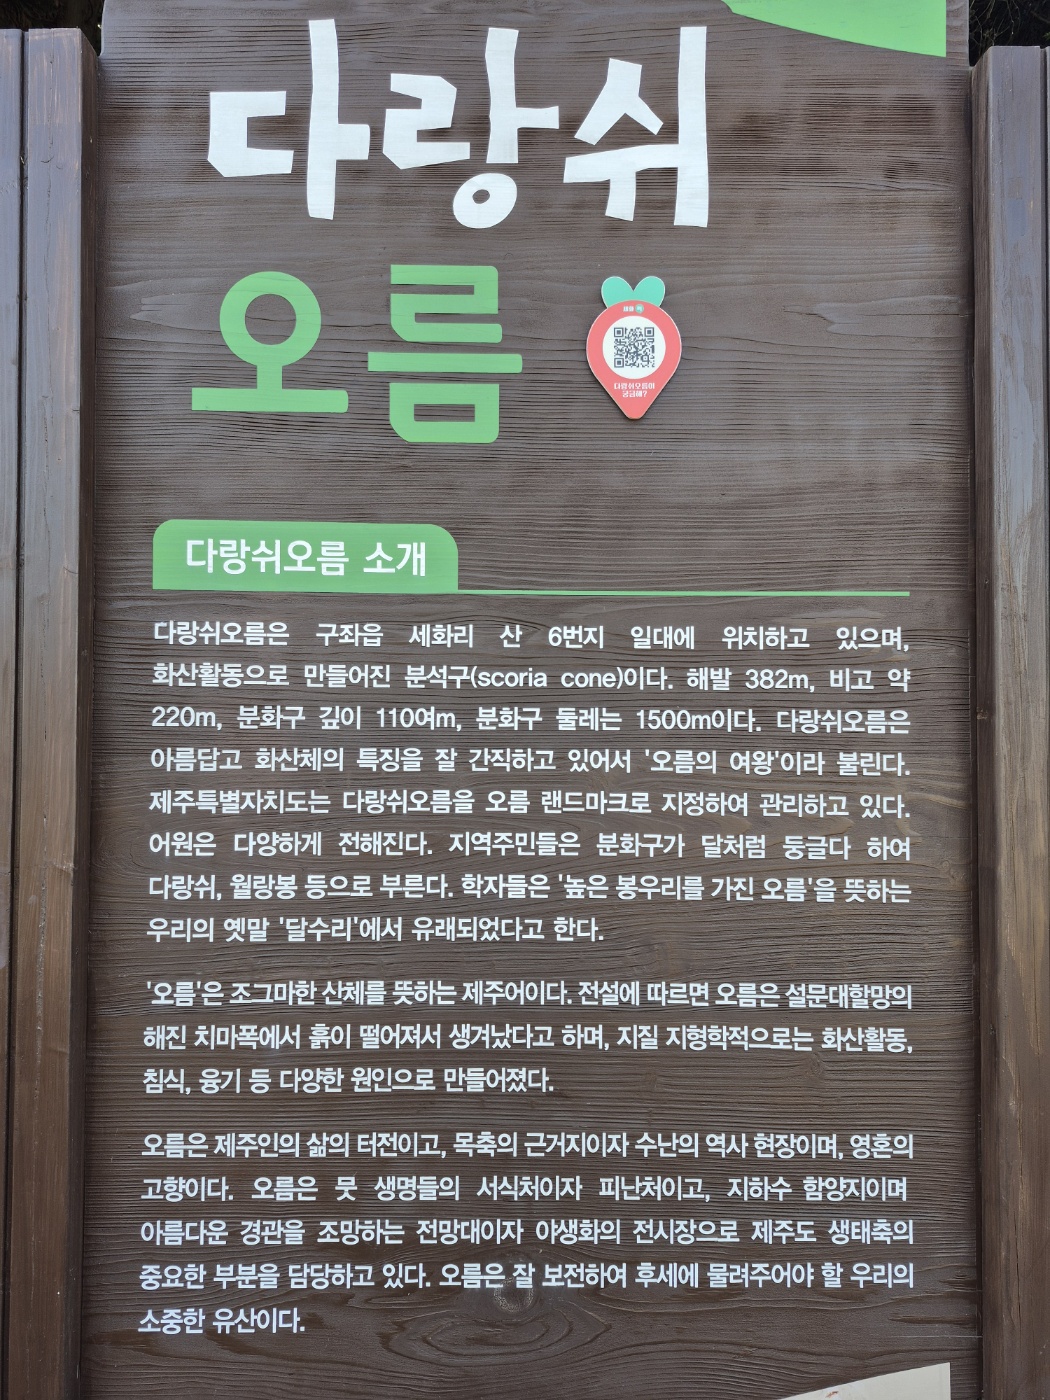 다랑쉬
오름
다랑쉬오름이
궁금해?
다랑쉬오름 소개
다랑쉬오름은 구좌읍 세화리 산 6번지 일대에 위치하고 있으며,
화산활동으로 만들어진 분석구(scoria cone)이다. 해발 382m, 비고 약
220m, 분화구 깊이 110여m, 분화구 둘레는 1500m이다. 다랑쉬오름은
아름답고 화산체의 특징을 잘 간직하고 있어서 '오름의 여왕'이라 불린다.
제주특별자치도는 다랑쉬오름을 오름 랜드마크로 지정하여 관리하고 있다.
어원은 다양하게 전해진다. 지역주민들은 분화구가 달처럼 둥글다 하여
다랑쉬, 월랑봉 등으로 부른다. 학자들은 '높은 봉우리를 가진 오름'을 뜻하는
우리의 옛말 '달수리'에서 유래되었다고 한다.
'오름'은 조그마한 산체를 뜻하는 제주어이다. 전설에 따르면 오름은 설문대할망의
해진 치마폭에서 흙이 떨어져서 생겨났다고 하며, 지질 지형학적으로는 화산활동,
침식, 융기 등 다양한 원인으로 만들어졌다.
오름은 제주인의 삶의 터전이고, 목축의 근거지이자 수난의 역사 현장이며, 영혼의
고향이다. 오름은 뭇 생명들의 서식처이자 피난처이고, 지하수 함양지이며
아름다운 경관을 조망하는 전망대이자 야생화의 전시장으로 제주도 생태축의
중요한 부분을 담당하고 있다. 오름은 잘 보전하여 후세에 물려주어야 할 우리의
소중한 유산이다.